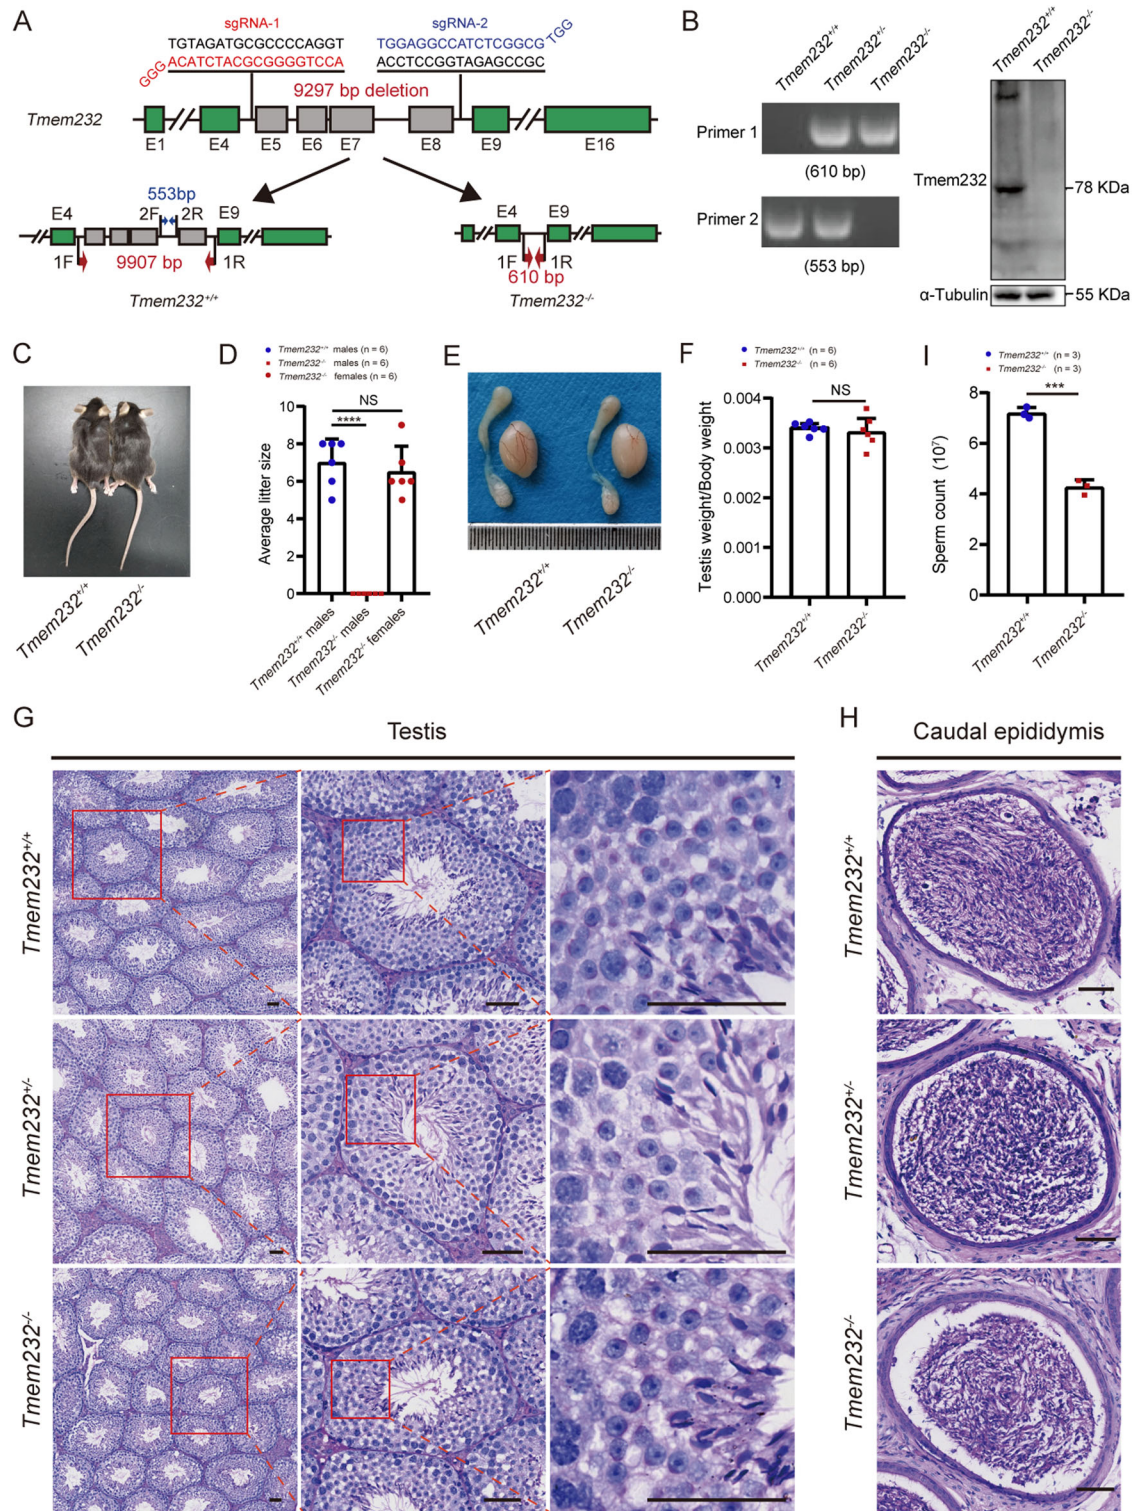 A
sgRNA-1
sgRNA-2
TGTAGATGCGCCCCAGGT
TGGAGGCCATCTCGGCG TGG
GGG ACATCTACGCGGGGTCCA
ACCTCCGGTAGAGCCGC
9297 bp deletion
Tmem232
E1
E4
E5
E6
E7
E8
E9
E16
553bp
E4
2F
2R
E9
1F
9907 bp
1R
Tmem232+/+
E4
E9
1F
610 bp
1R
Tmem232-/-
B
Tmem232+/+
Tmem232+/-
Tmem232-/-
Primer 1
(610 bp)
Primer 2
(553 bp)
Tmem232+/+
Tmem232-/-
Tmem232
78 KDa
α-Tubulin
55 KDa
C
Tmem232+/+
Tmem232-/-
D
Tmem232+/+ males (n = 6)
Tmem232-/- males (n = 6)
Tmem232-/- females (n = 6)
NS
****
Average litter size
10
8
6
4
2
0
Tmem232+/+ males
Tmem232-/- males
Tmem232-/- females
E
Tmem232+/+
Tmem232-/-
F
Tmem232+/+ (n = 6)
Tmem232-/- (n = 6)
NS
Testis weight/Body weight
0.004
0.003
0.002
0.001
0.000
Tmem232+/+
Tmem232-/-
I
Tmem232+/+ (n = 3)
Tmem232-/- (n = 3)
***
Sperm count (10⁷)
8
6
4
2
0
Tmem232+/+
Tmem232-/-
G
Testis
Tmem232+/+
Tmem232+/-
Tmem232-/-
H
Caudal epididymis
Tmem232+/+
Tmem232+/-
Tmem232-/-